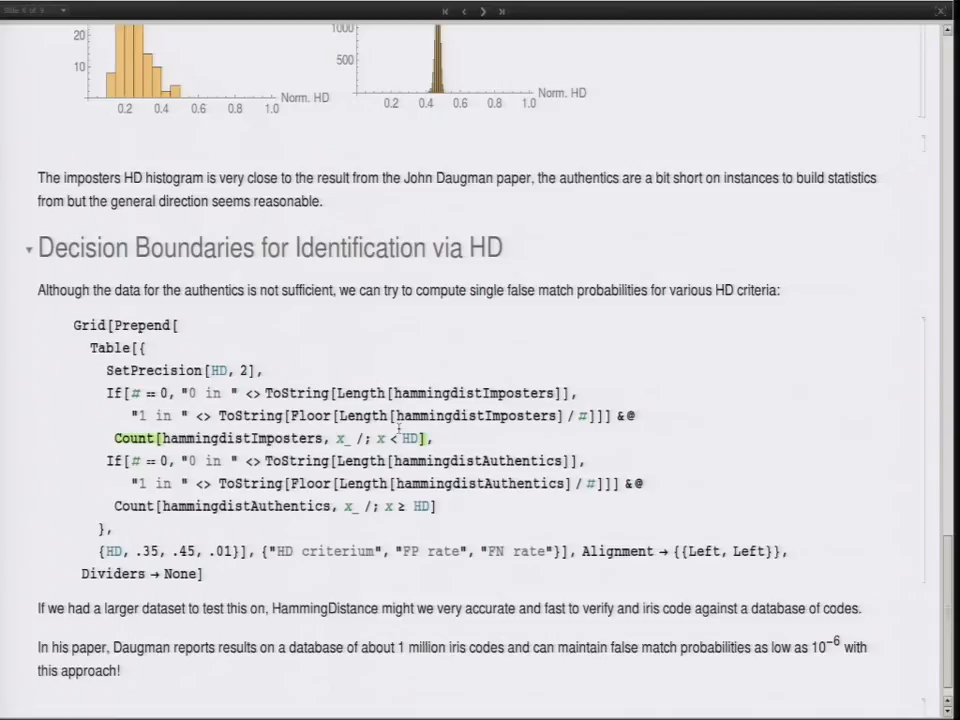 Slide 6 of 9
20
10
Norm. HD
0.2 0.4 0.6 0.8 1.0
1000
500
Norm. HD
0.2 0.4 0.6 0.8 1.0
The imposters HD histogram is very close to the result from the John Daugman paper, the authentics are a bit short on instances to build statistics
from but the general direction seems reasonable.
Decision Boundaries for Identification via HD
Although the data for the authentics is not sufficient, we can try to compute single false match probabilities for various HD criteria:
Grid[Prepend[
Table[{
SetPrecision[HD, 2],
If[# == 0, "0 in " <> ToString[Length[hammingdistImposters]],
"1 in " <> ToString[Floor[Length[hammingdistImposters] / #]]] &@
Count[hammingdistImposters, x_ /; x < HD],
If[# == 0, "0 in " <> ToString[Length[hammingdistAuthentics]],
"1 in " <> ToString[Floor[Length[hammingdistAuthentics] / #]]] &@
Count[hammingdistAuthentics, x_ /; x ≥ HD]
},
{HD, .35, .45, .01}], {"HD criterium", "FP rate", "FN rate"}], Alignment → {{Left, Left}},
Dividers → None]
If we had a larger dataset to test this on, HammingDistance might we very accurate and fast to verify and iris code against a database of codes.
In his paper, Daugman reports results on a database of about 1 million iris codes and can maintain false match probabilities as low as 10⁻⁶ with
this approach!